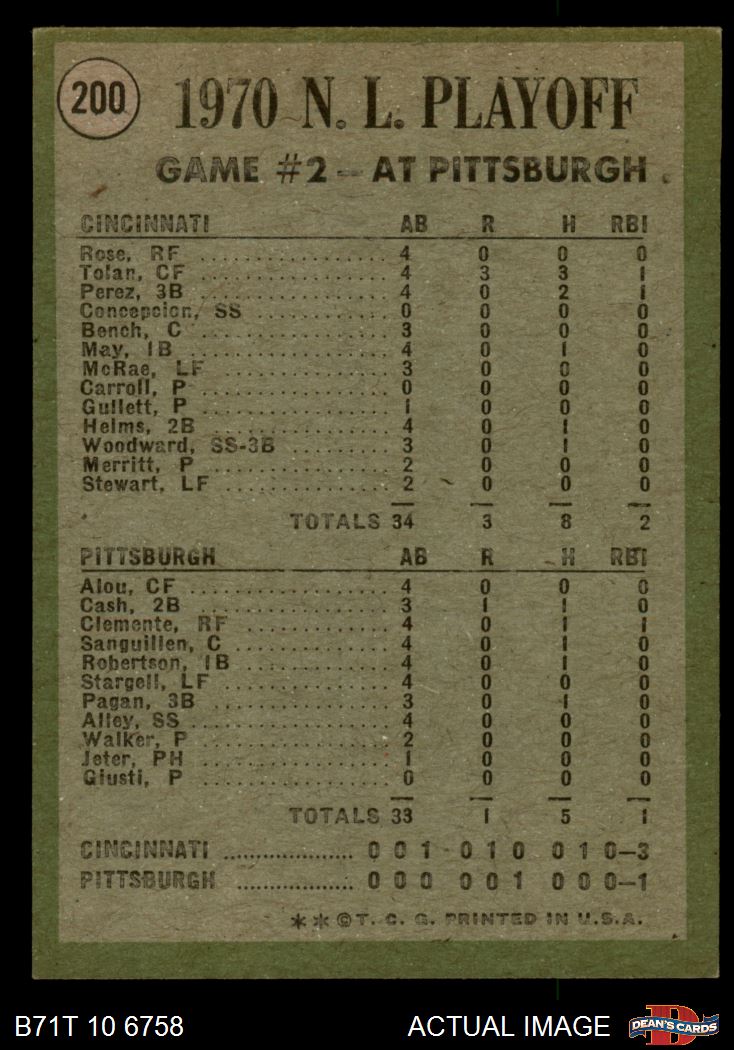 200
1970 N. L. PLAYOFF
GAME #2 – AT PITTSBURGH
CINCINNATI AB R H RBI
Rose, RF .................. 4 0 0 0
Tolan, CF ................. 4 3 3 1
Perez, 3B ................. 4 0 2 1
Concepcion, SS ............ 0 0 0 0
Bench, C .................. 3 0 0 0
May, 1B ................... 4 0 1 0
McRae, LF ................. 3 0 0 0
Carroll, P ................ 0 0 0 0
Gullett, P ................ 1 0 0 0
Helms, 2B ................. 4 0 1 0
Woodward, SS-3B ........... 3 0 1 0
Merritt, P ................ 2 0 0 0
Stewart, LF ............... 2 0 0 0
TOTALS 34 3 8 2
PITTSBURGH AB R H RBI
Alou, CF .................. 4 0 0 0
Cash, 2B .................. 3 1 1 0
Clemente, RF .............. 4 0 1 1
Sanguillen, C ............. 4 0 1 0
Robertson, 1B ............. 4 0 1 0
Stargell, LF .............. 4 0 0 0
Pagan, 3B ................. 3 0 1 0
Alley, SS ................. 4 0 0 0
Walker, P ................. 2 0 0 0
Jeter, PH ................. 1 0 0 0
Giusti, P ................. 0 0 0 0
TOTALS 33 1 5 1
CINCINNATI .................... 0 0 1 0 1 0 0 1 0–3
PITTSBURGH .................. 0 0 0 0 0 1 0 0 0–1
**©T. C. G. PRINTED IN U.S.A.
B71T 10 6758 ACTUAL IMAGE D DEAN'S CARDS